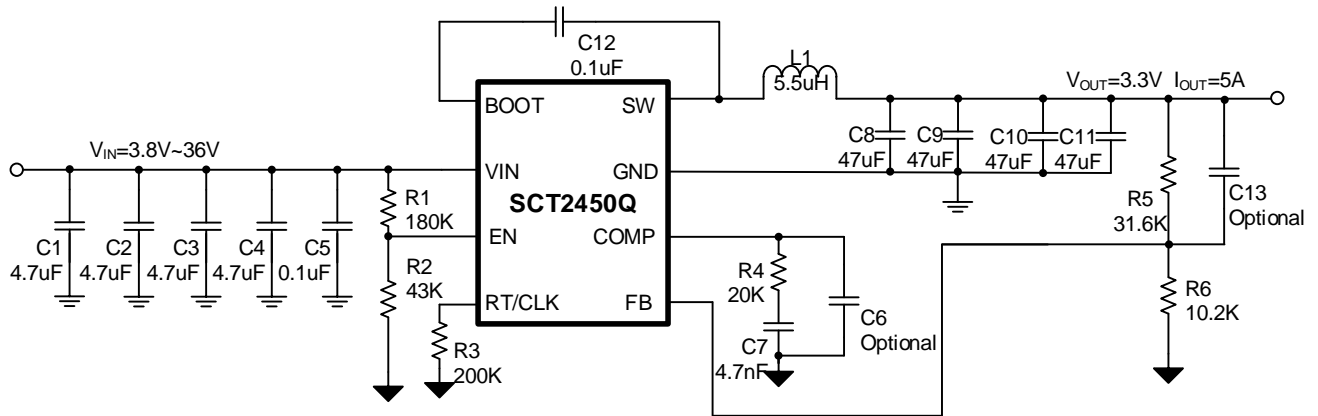 C12
0.1uF
L1
5.5uH
VOUT=3.3V IOUT=5A
BOOT
SW
VIN=3.8V~36V
VIN
GND
SCT2450Q
EN
COMP
RT/CLK
FB
C1
4.7uF
C2
4.7uF
C3
4.7uF
C4
4.7uF
C5
0.1uF
R1
180K
R2
43K
R3
200K
R4
20K
C7
4.7nF
C6
Optional
C8
47uF
C9
47uF
C10
47uF
C11
47uF
R5
31.6K
C13
Optional
R6
10.2K